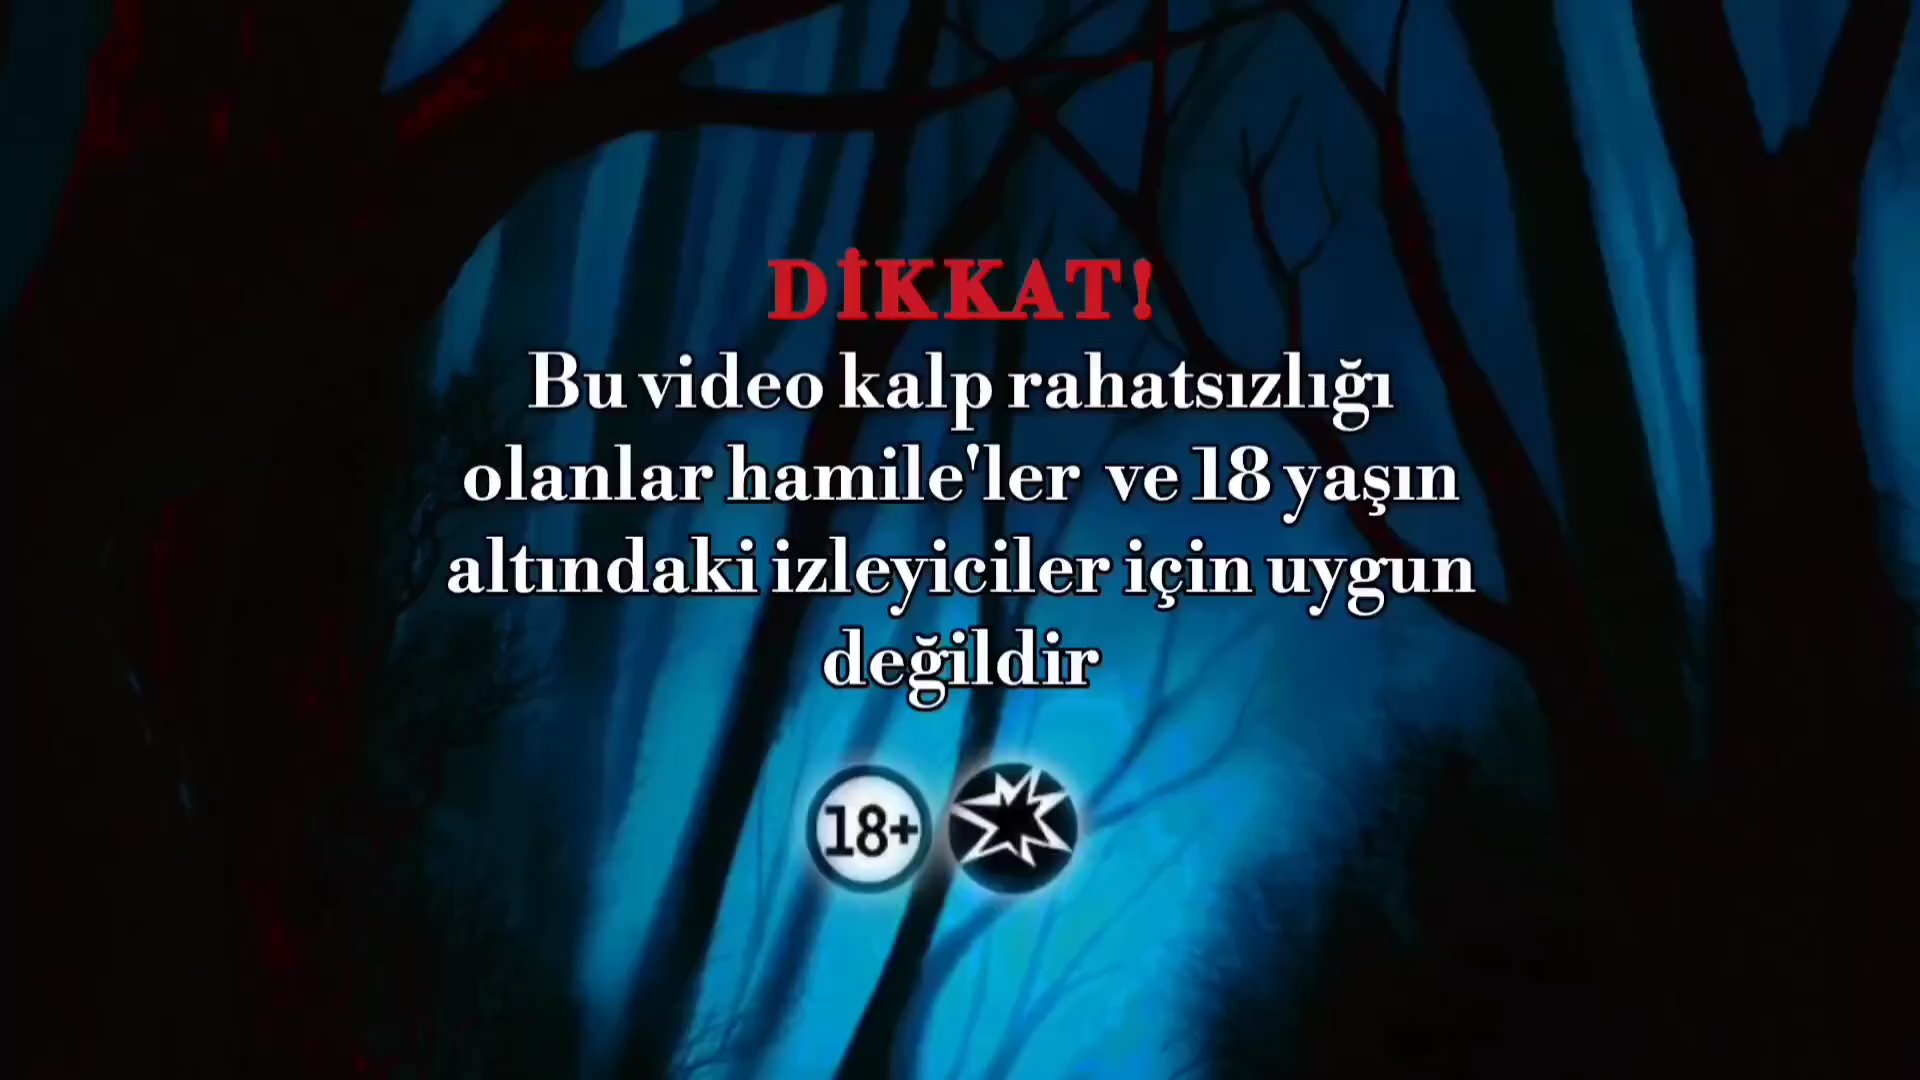 DİKKAT!
Bu video kalp rahatsızlığı
olanlar hamile'ler ve 18 yaşın
altındaki izleyiciler için uygun
değildir
18+